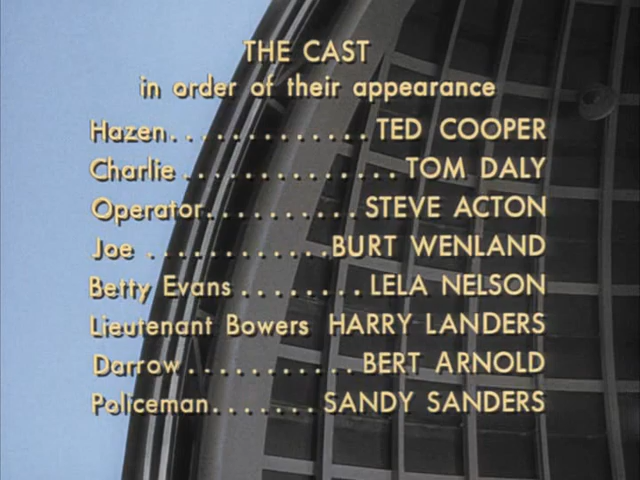 THE CAST
in order of their appearance
Hazen.............TED COOPER
Charlie..............TOM DALY
Operator..........STEVE ACTON
Joe ............BURT WENLAND
Betty Evans ........LELA NELSON
Lieutenant Bowers HARRY LANDERS
Darrow...........BERT ARNOLD
Policeman.......SANDY SANDERS